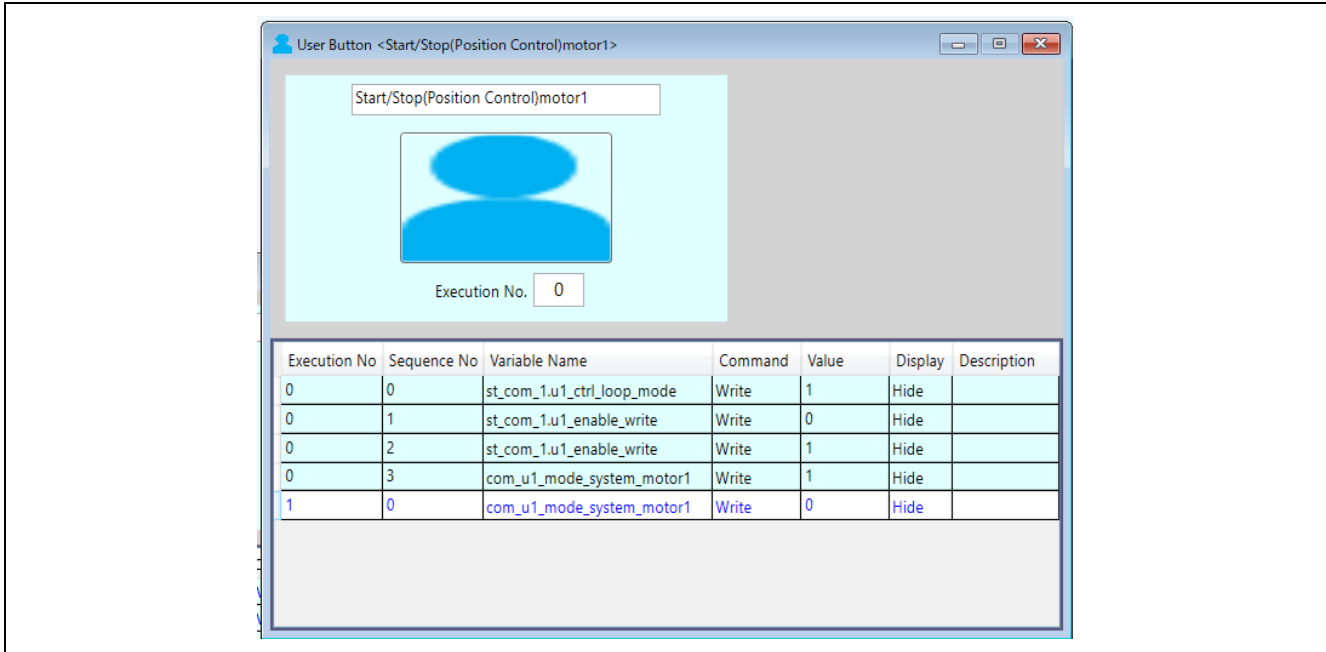 User Button <Start/Stop(Position Control)motor1>
Start/Stop(Position Control)motor1
Execution No. 0
Execution No Sequence No Variable Name Command Value Display Description
0 0 st_com_1.u1_ctrl_loop_mode Write 1 Hide
0 1 st_com_1.u1_enable_write Write 0 Hide
0 2 st_com_1.u1_enable_write Write 1 Hide
0 3 com_u1_mode_system_motor1 Write 1 Hide
1 0 com_u1_mode_system_motor1 Write 0 Hide